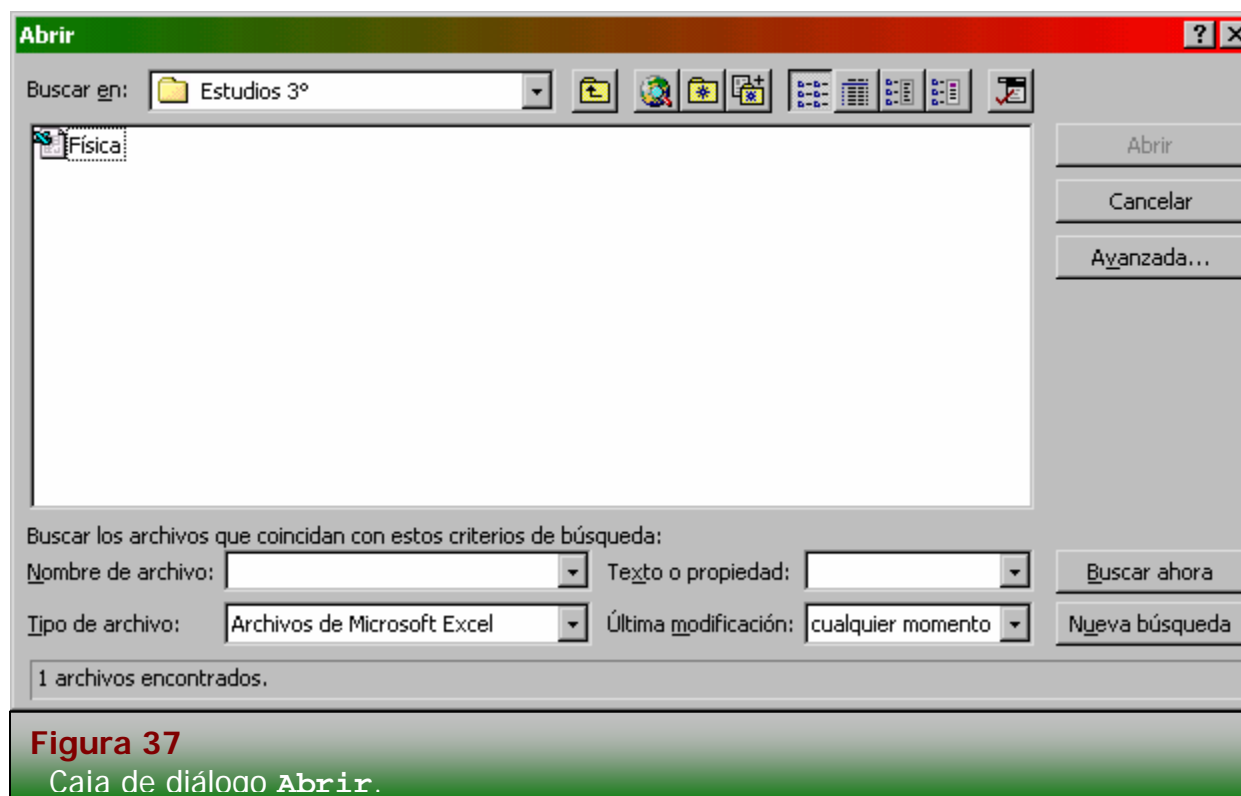 Abrir
Buscar en: Estudios 3º
Física
Abrir
Cancelar
Avanzada...
Buscar los archivos que coincidan con estos criterios de búsqueda:
Nombre de archivo: Texto o propiedad: Buscar ahora
Tipo de archivo: Archivos de Microsoft Excel Última modificación: cualquier momento Nueva búsqueda
1 archivos encontrados.
Figura 37
Caja de diálogo Abrir.